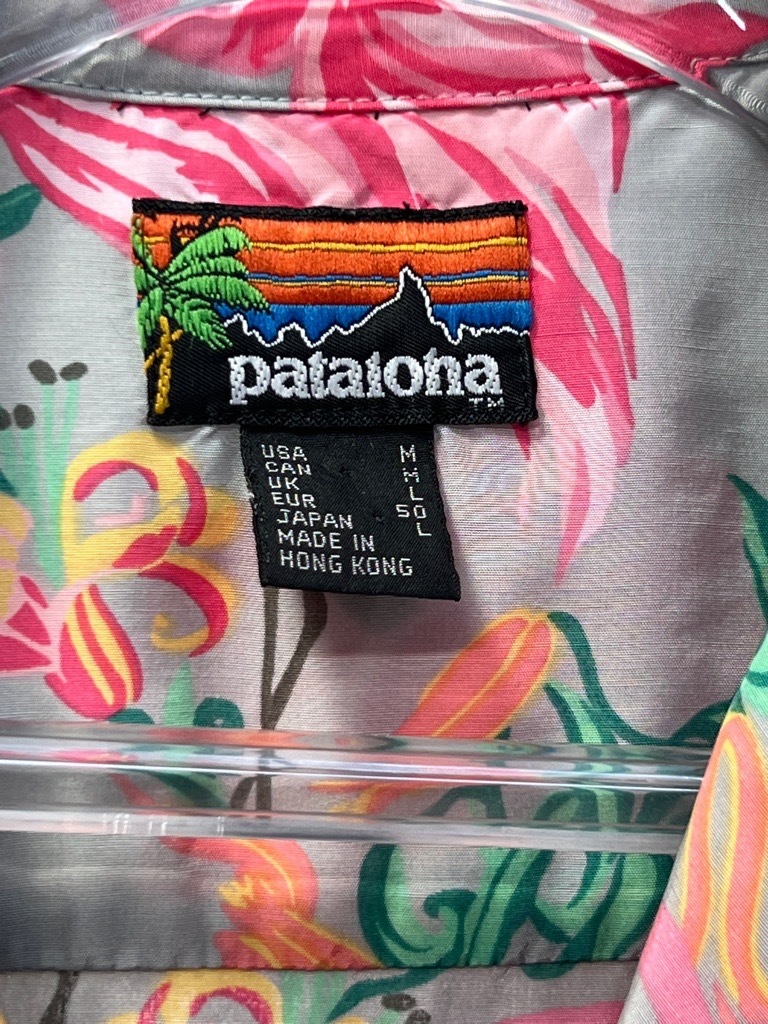 pataloha
TM
USA M
CAN M
UK L
EUR 50
JAPAN L
MADE IN
HONG KONG